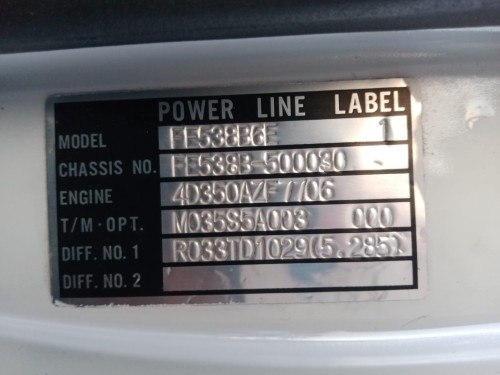 POWER LINE LABEL
MODEL FE538B6E 1
CHASSIS NO. FE538B-500090
ENGINE 4D350AZF7706
T/M·OPT. M035S5A003 000
DIFF. NO. 1 R033TD1029(5.285)
DIFF. NO. 2